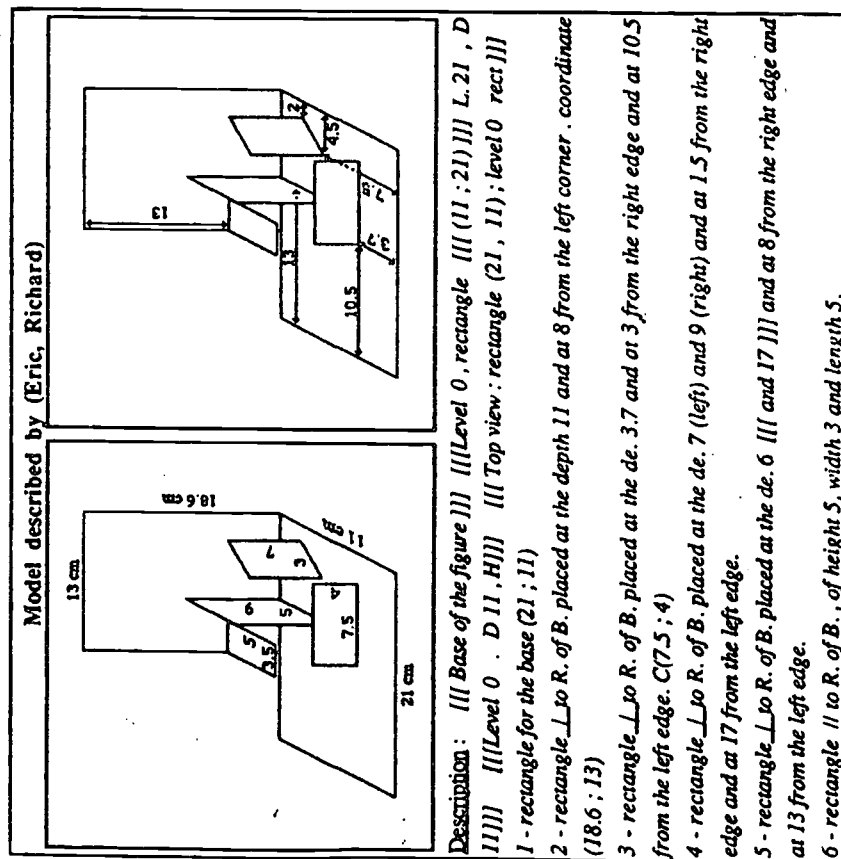 Model described by (Eric, Richard)
13 cm
18.6 cm
5
3.5
9
5
7
3
4
7.5
11 cm
21 cm
13
13
2
4.5
7.8
3.7
10.5
Description : [[[ Base of the figure ]]] [[[Level 0 , rectangle [[[ (11 ; 21) ]]] L. 21 , D
11]]] [[[Level 0 . D 11 , H]]] [[[ Top view : rectangle (21 , 11) ; level 0 rect ]]]
1 - rectangle for the base (21 ; 11)
2 - rectangle ⊥ to R. of B. placed at the depth 11 and at 8 from the left corner . coordinate
(18.6 ; 13)
3 - rectangle ⊥ to R. of B. placed at the de. 3.7 and at 3 from the right edge and at 10.5
from the left edge. C(7.5 ; 4)
4 - rectangle ⊥ to R. of B. placed at the de. 7 (left) and 9 (right) and at 1.5 from the right
edge and at 17 from the left edge.
5 - rectangle ⊥ to R. of B. placed at the de. 6 [[[ and 17 ]]] and at 8 from the right edge and
at 13 from the left edge.
6 - rectangle // to R. of B. , of height 5, width 3 and length 5.